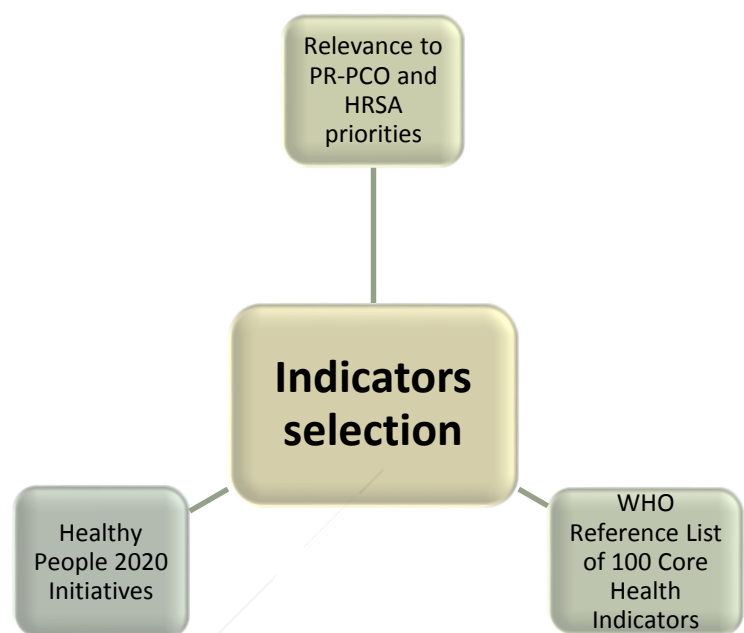 Relevance to
PR-PCO and
HRSA
priorities
Indicators
selection
Healthy
People 2020
Initiatives
WHO
Reference List
of 100 Core
Health
Indicators